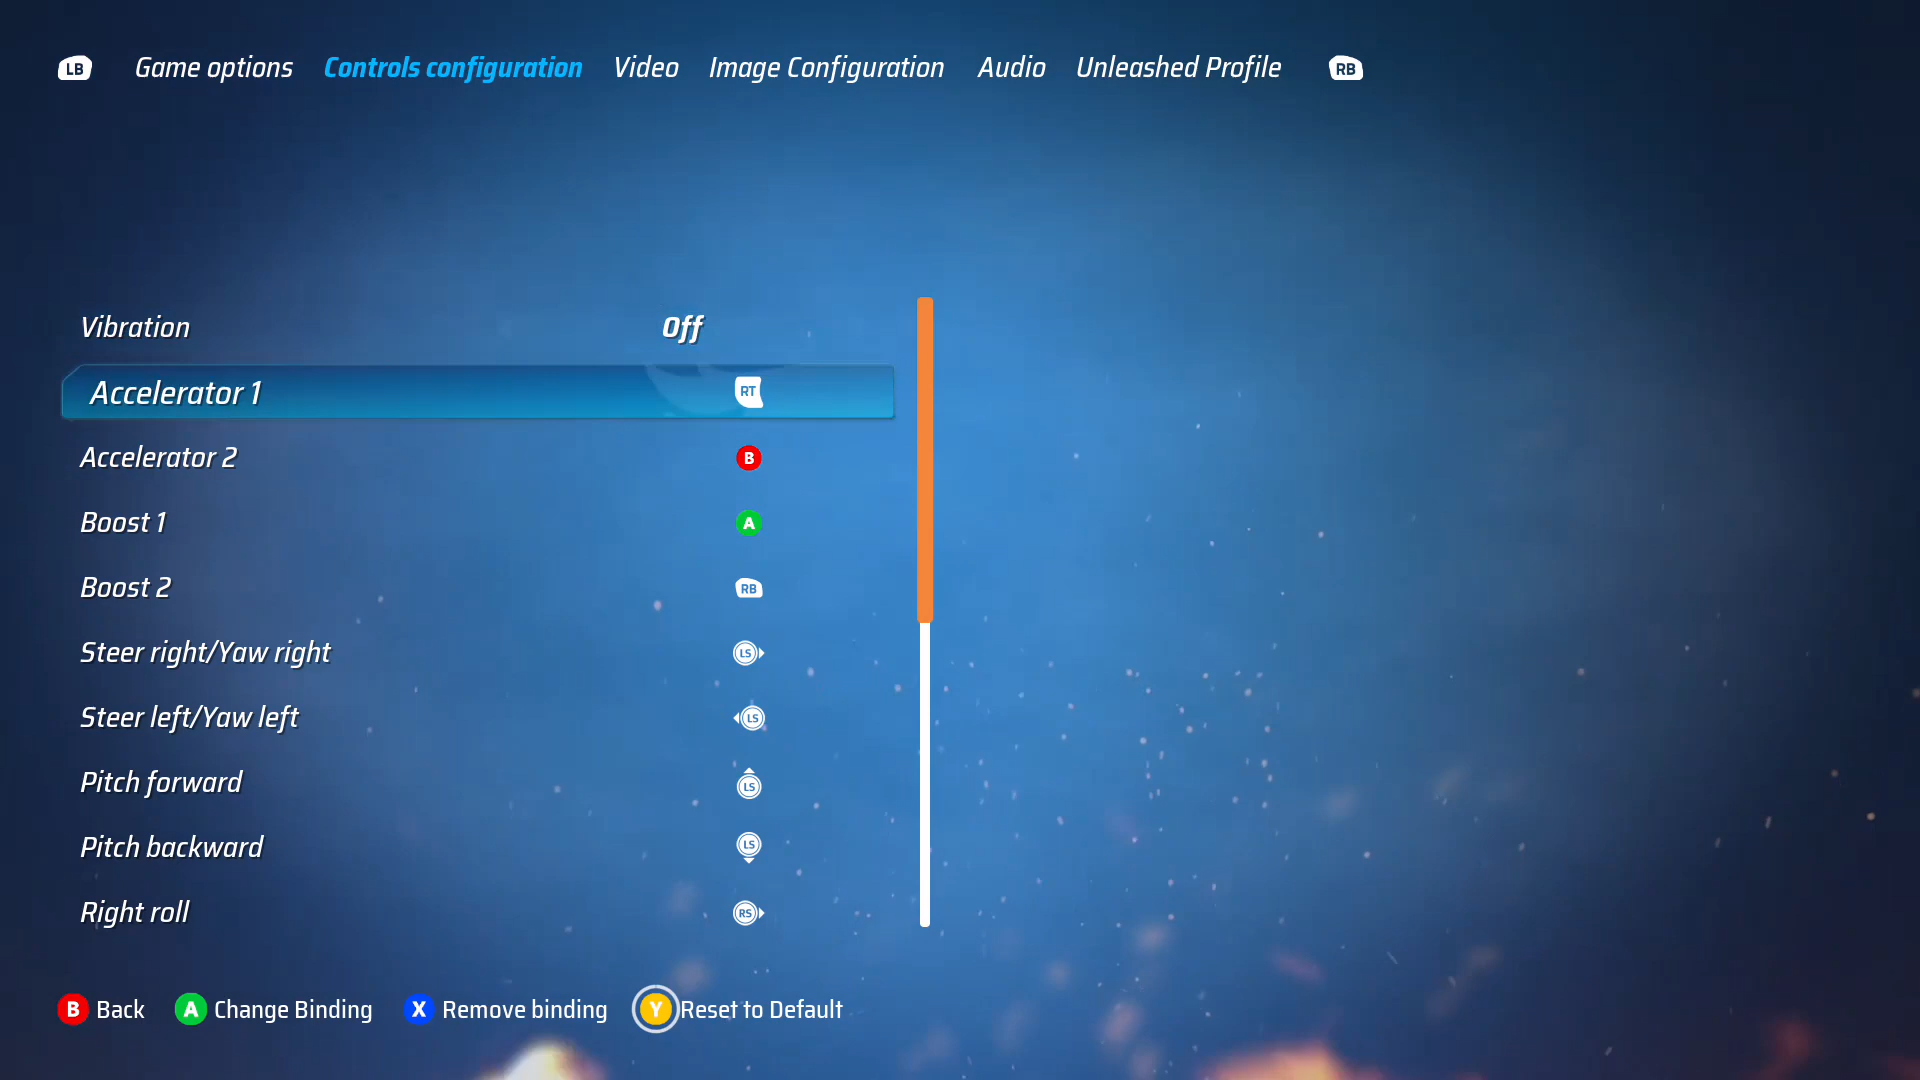 LB Game options Controls configuration Video Image Configuration Audio Unleashed Profile RB
Vibration Off
Accelerator 1 RT
Accelerator 2 B
Boost 1 A
Boost 2 RB
Steer right/Yaw right LS
Steer left/Yaw left LS
Pitch forward LS
Pitch backward LS
Right roll RS
B Back A Change Binding X Remove binding Y Reset to Default